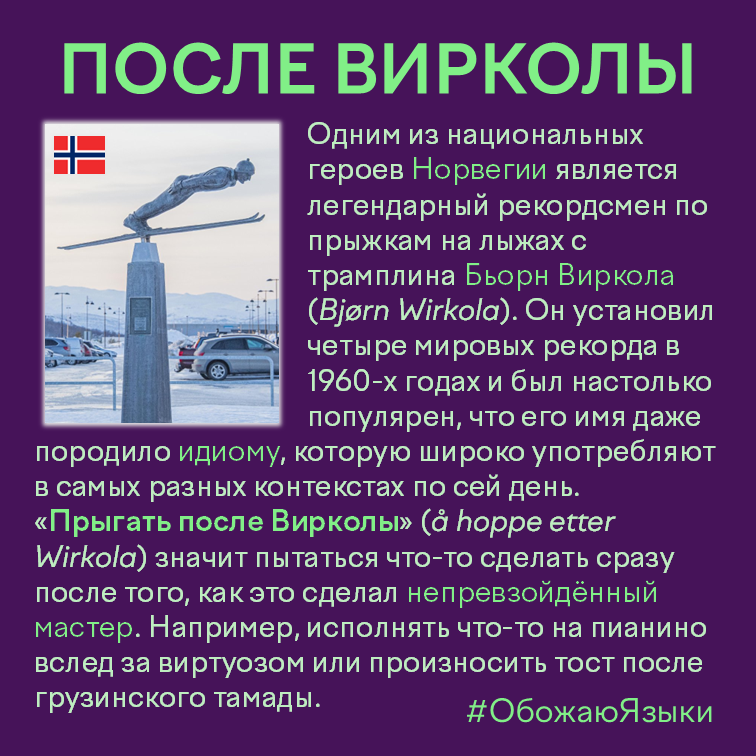 ПОСЛЕ ВИРКОЛЫ
Одним из национальных
героев Норвегии является
легендарный рекордсмен по
прыжкам на лыжах с
трамплина Бьорн Виркола
(Bjørn Wirkola). Он установил
четыре мировых рекорда в
1960-х годах и был настолько
популярен, что его имя даже
породило идиому, которую широко употребляют
в самых разных контекстах по сей день.
«Прыгать после Вирколы» (å hoppe etter
Wirkola) значит пытаться что-то сделать сразу
после того, как это сделал непревзойдённый
мастер. Например, исполнять что-то на пианино
вслед за виртуозом или произносить тост после
грузинского тамады.
#ОбожаюЯзыки